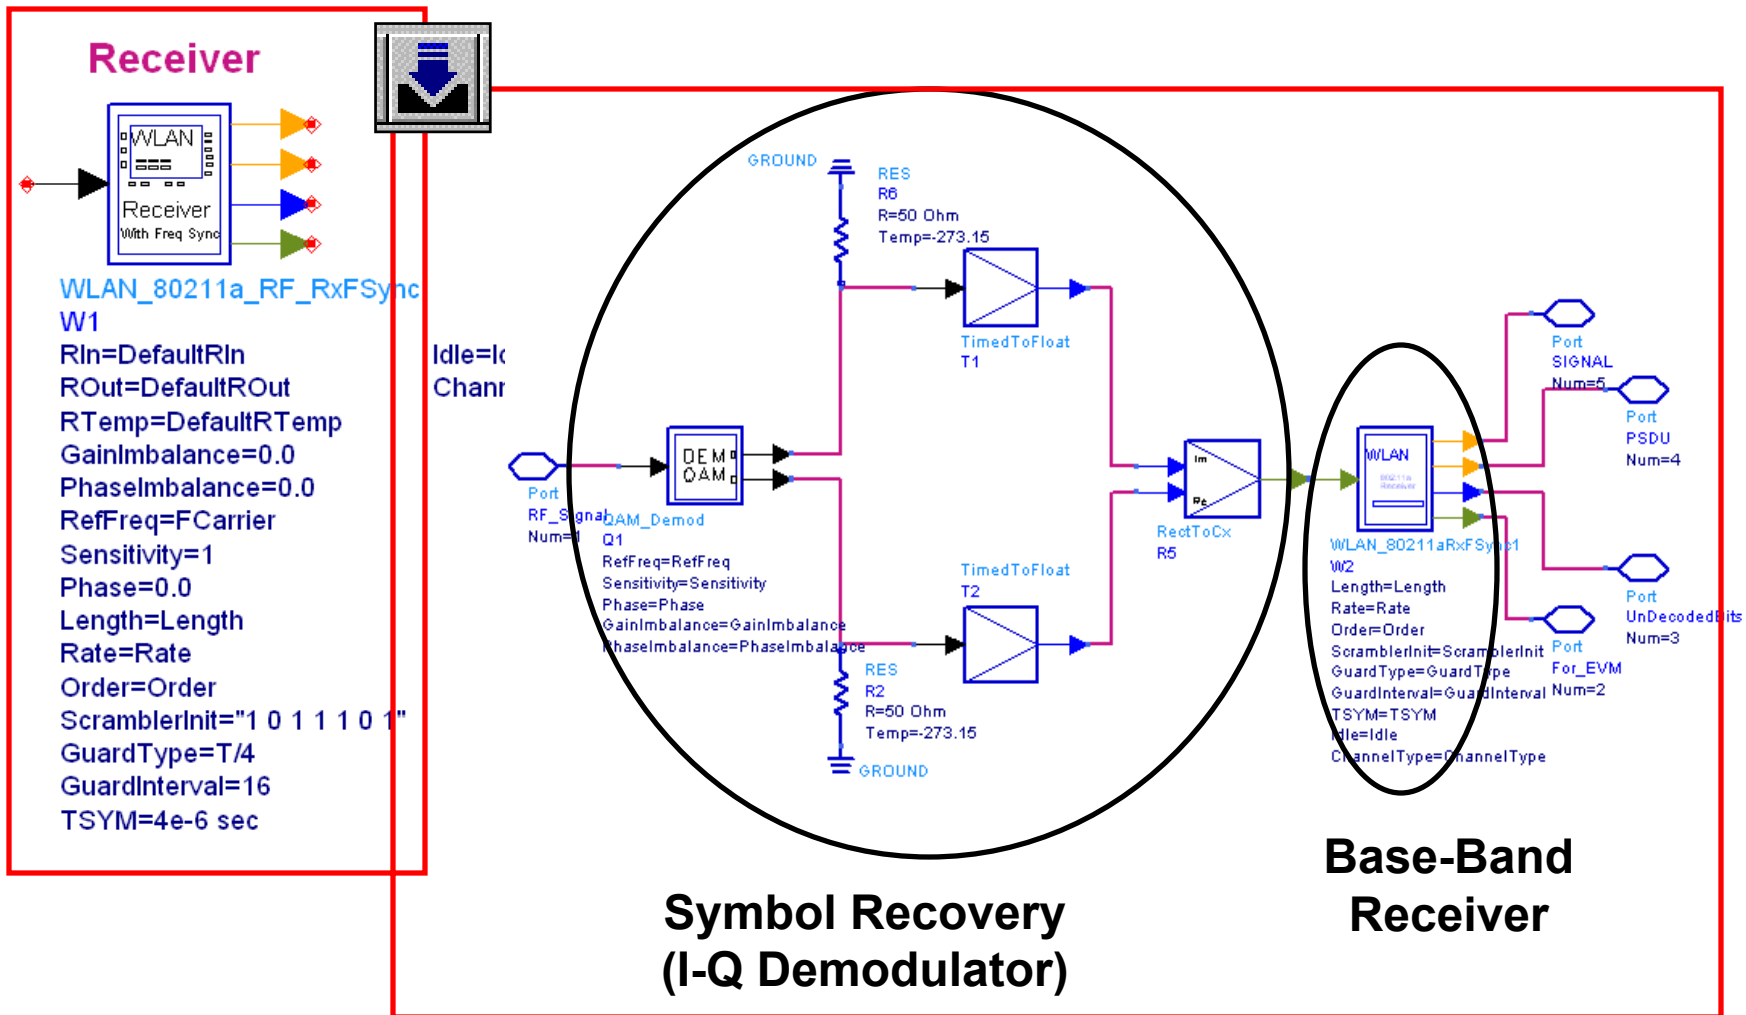 Receiver
WLAN
Receiver
With Freq Sync
WLAN_80211a_RF_RxFSync
W1
RIn=DefaultRIn
ROut=DefaultROut
RTemp=DefaultRTemp
GainImbalance=0.0
PhaseImbalance=0.0
RefFreq=FCarrier
Sensitivity=1
Phase=0.0
Length=Length
Rate=Rate
Order=Order
ScramblerInit="1 0 1 1 1 0 1"
GuardType=T/4
GuardInterval=16
TSYM=4e-6 sec
Idle=Ic
Chann
Port
RF_Signal
Num=1
DEM
QAM
QAM_Demod
Q1
RefFreq=RefFreq
Sensitivity=Sensitivity
Phase=Phase
GainImbalance=GainImbalance
PhaseImbalance=PhaseImbalance
GROUND
RES
R6
R=50 Ohm
Temp=-273.15
TimedToFloat
T1
TimedToFloat
T2
RES
R2
R=50 Ohm
Temp=-273.15
GROUND
Im
Re
RectToCx
R5
WLAN
80211a
Receiver
WLAN_80211aRxFSync1
W2
Length=Length
Rate=Rate
Order=Order
ScramblerInit=ScramblerInit
GuardType=GuardType
GuardInterval=GuardInterval
TSYM=TSYM
Idle=Idle
ChannelType=ChannelType
Port
SIGNAL
Num=5
Port
PSDU
Num=4
Port
UnDecodedBits
Num=3
Port
For_EVM
Num=2
Symbol Recovery
(I-Q Demodulator)
Base-Band
Receiver